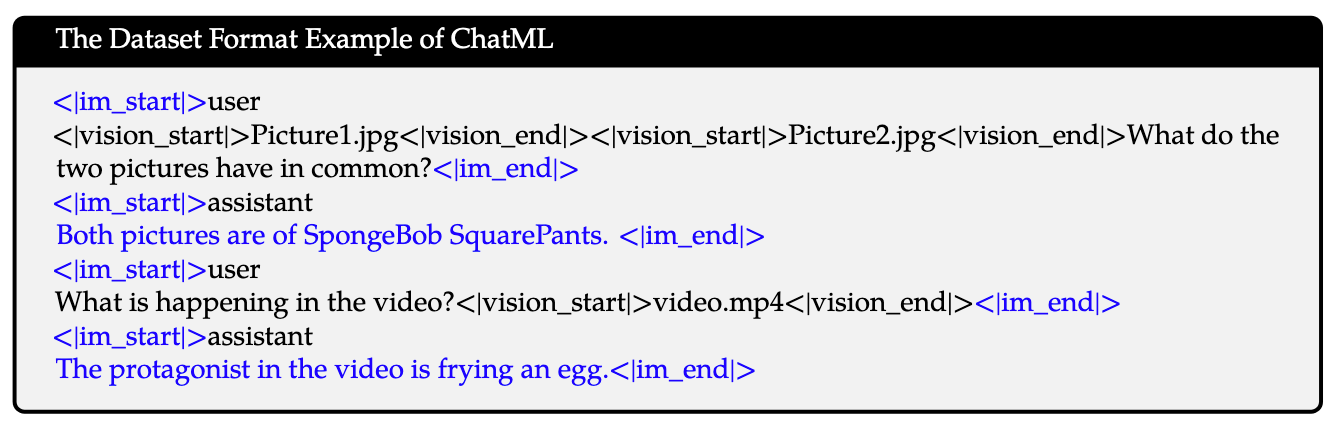 The Dataset Format Example of ChatML
<|im_start|>user
<|vision_start|>Picture1.jpg<|vision_end|><|vision_start|>Picture2.jpg<|vision_end|>What do the
two pictures have in common?<|im_end|>
<|im_start|>assistant
Both pictures are of SpongeBob SquarePants. <|im_end|>
<|im_start|>user
What is happening in the video?<|vision_start|>video.mp4<|vision_end|><|im_end|>
<|im_start|>assistant
The protagonist in the video is frying an egg.<|im_end|>